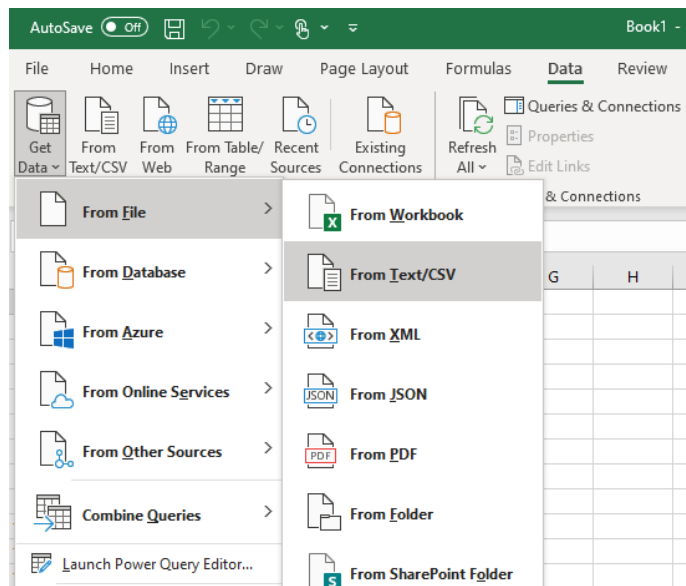 AutoSave Off Book1 -
File Home Insert Draw Page Layout Formulas Data Review
Get Data From Text/CSV From Web From Table/ Range Recent Sources Existing Connections Refresh All Queries & Connections
Properties
Edit Links
& Connections
From File
From Database
From Azure
From Online Services
From Other Sources
Combine Queries
Launch Power Query Editor...
From Workbook
From Text/CSV
From XML
JSON From JSON
PDF From PDF
From Folder
From SharePoint Folder
G H